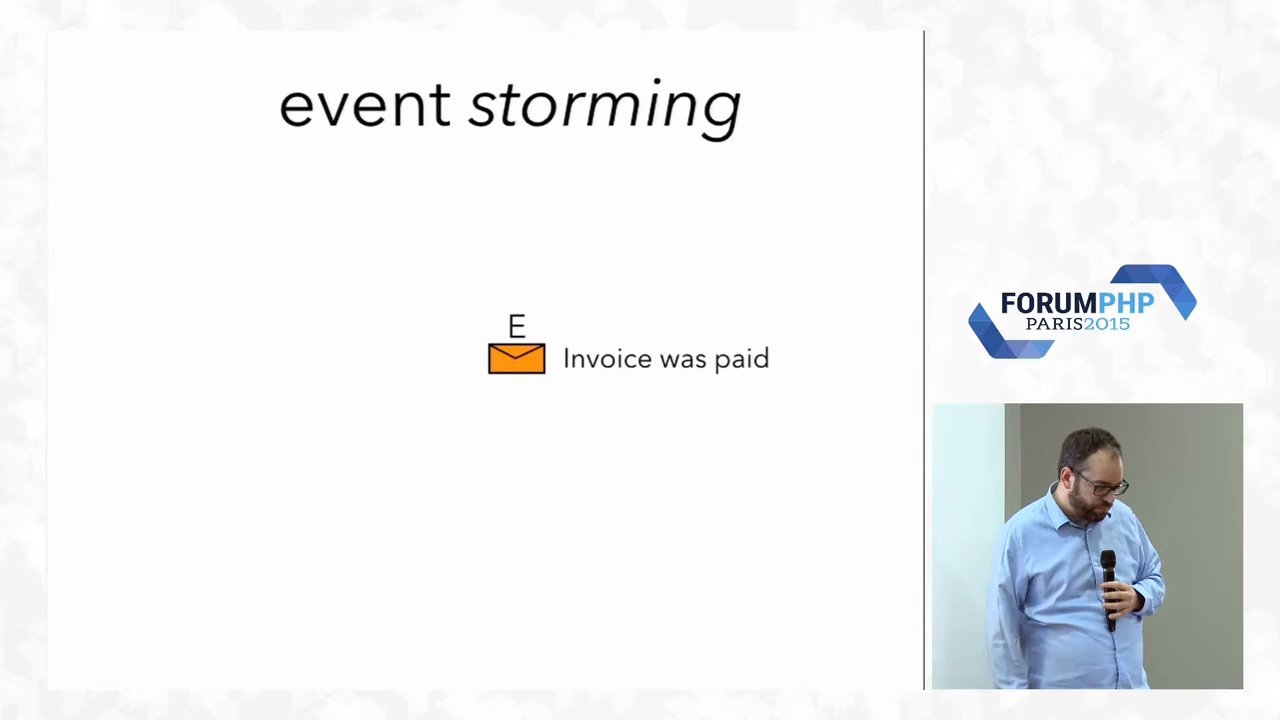 event storming
E
Invoice was paid
FORUMPHP
PARIS2015